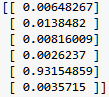 [[ 0.00648267]
[ 0.0138482 ]
[ 0.00816009]
[ 0.0026237 ]
[ 0.93154859]
[ 0.0035715 ]]